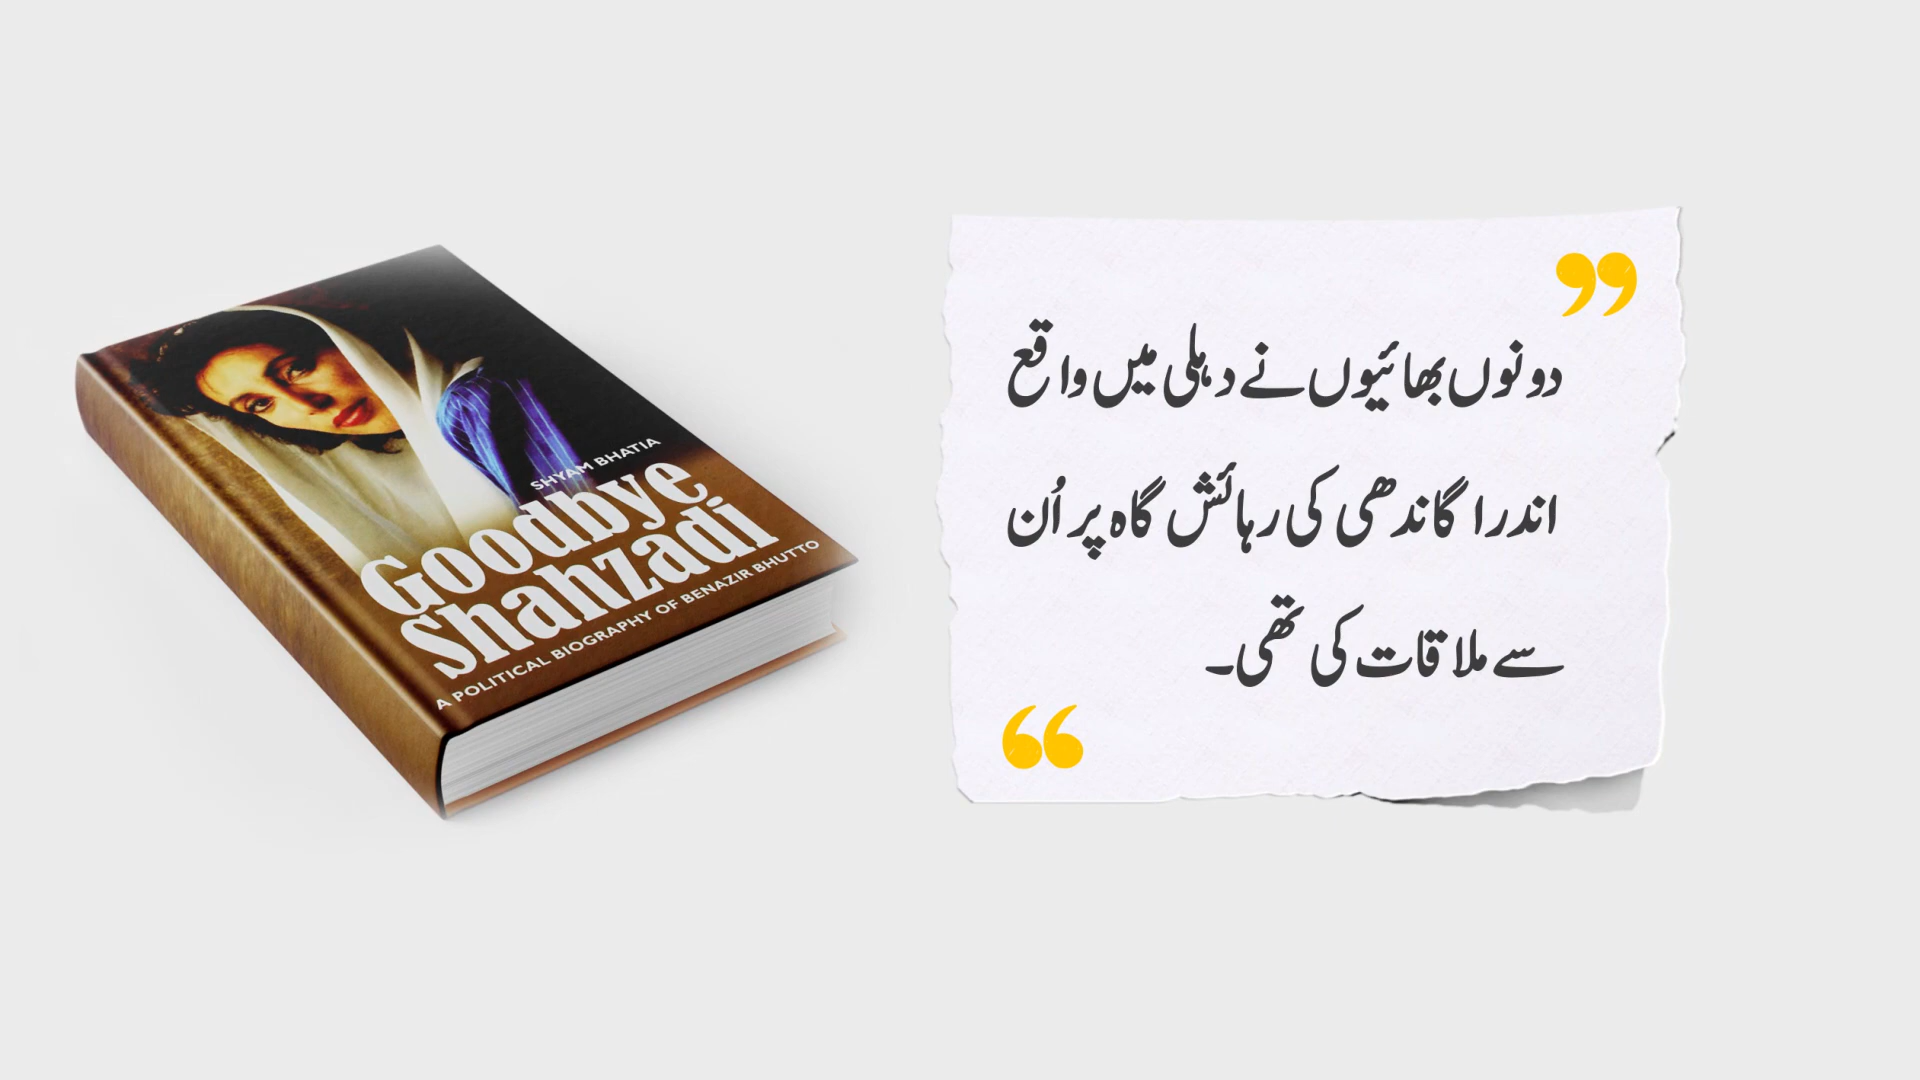 SHYAM BHATIA
Goodbye
Shahzadi
A POLITICAL BIOGRAPHY OF BENAZIR BHUTTO
دونوں بھائیوں نے دہلی میں واقع
اندرا گاندھی کی رہائش گاہ پر اُن
سے ملاقات کی تھی۔